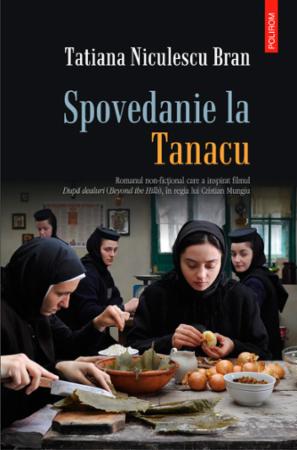 POLIROM
Tatiana Niculescu Bran
Spovedanie la
Tanacu
Romanul non-ficţional care a inspirat filmul
După dealuri (Beyond the Hills), în regia lui Cristian Mungiu